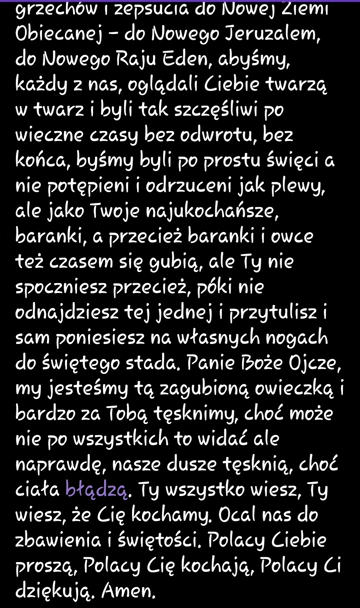 grzechów i zepsucia do Nowej Ziemi
Obiecanej – do Nowego Jeruzalem,
do Nowego Raju Eden, abyśmy,
każdy z nas, oglądali Ciebie twarzą
w twarz i byli tak szczęśliwi po
wieczne czasy bez odwrotu, bez
końca, byśmy byli po prostu święci a
nie potępieni i odrzuceni jak plewy,
ale jako Twoje najukochańsze,
baranki, a przecież baranki i owce
też czasem się gubią, ale Ty nie
spoczniesz przecież, póki nie
odnajdziesz tej jednej i przytulisz i
sam poniesiesz na własnych nogach
do świętego stada. Panie Boże Ojcze,
my jesteśmy tą zagubioną owieczką i
bardzo za Tobą tęsknimy, choć może
nie po wszystkich to widać ale
naprawdę, nasze dusze tęsknią, choć
ciała błądzą. Ty wszystko wiesz, Ty
wiesz, że Cię kochamy. Ocal nas do
zbawienia i świętości. Polacy Ciebie
proszą, Polacy Cię kochają, Polacy Ci
dziękują. Amen.